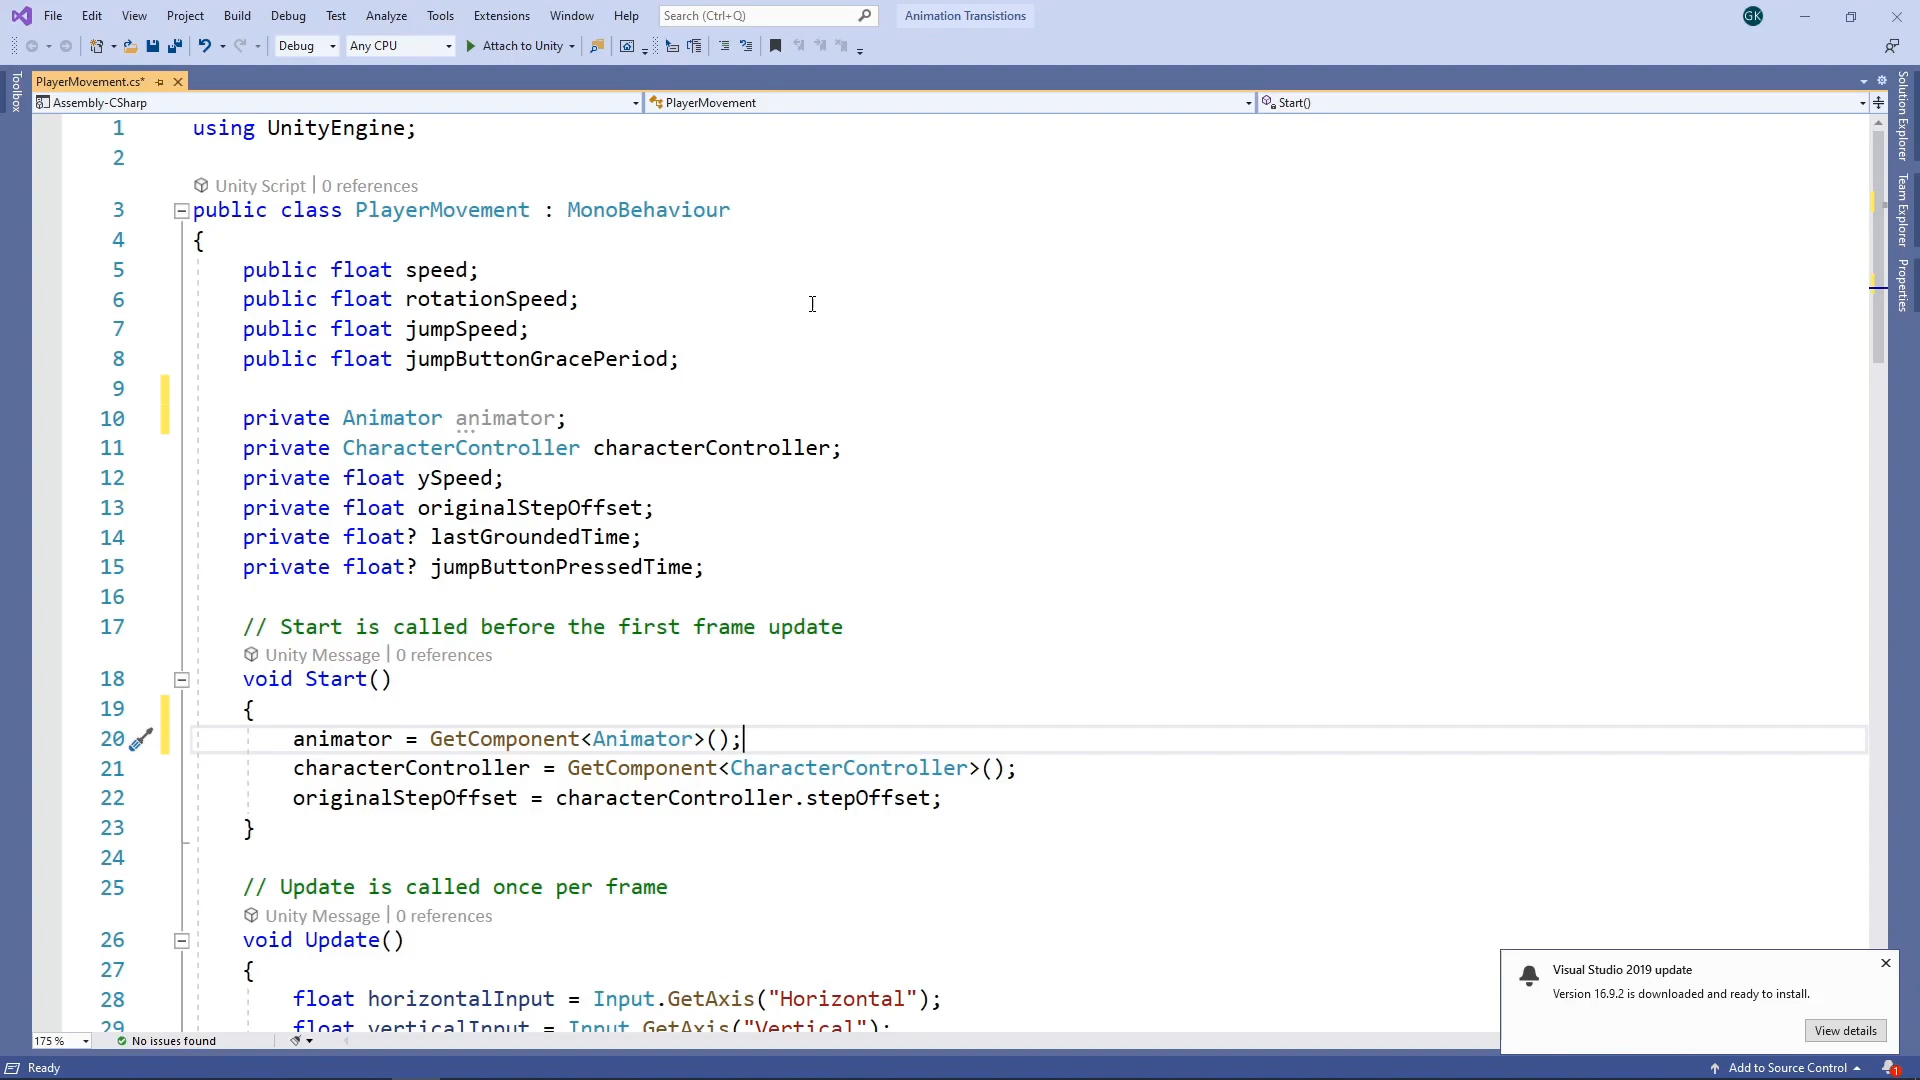 File Edit View Project Build Debug Test Analyze Tools Extensions Window Help Search (Ctrl+Q) Animation Transistions GK
Debug Any CPU Attach to Unity
Toolbox
PlayerMovement.cs*
Assembly-CSharp PlayerMovement Start()
Solution Explorer
Team Explorer
Properties
1 using UnityEngine;
2
Unity Script | 0 references
3 public class PlayerMovement : MonoBehaviour
4 {
5 public float speed;
6 public float rotationSpeed;
7 public float jumpSpeed;
8 public float jumpButtonGracePeriod;
9
10 private Animator animator;
11 private CharacterController characterController;
12 private float ySpeed;
13 private float originalStepOffset;
14 private float? lastGroundedTime;
15 private float? jumpButtonPressedTime;
16
17 // Start is called before the first frame update
Unity Message | 0 references
18 void Start()
19 {
20 animator = GetComponent<Animator>();
21 characterController = GetComponent<CharacterController>();
22 originalStepOffset = characterController.stepOffset;
23 }
24
25 // Update is called once per frame
Unity Message | 0 references
26 void Update()
27 {
28 float horizontalInput = Input.GetAxis("Horizontal");
29 float verticalInput = Input.GetAxis("Vertical");
Visual Studio 2019 update
Version 16.9.2 is downloaded and ready to install.
View details
175 % No issues found
Ready Add to Source Control 1